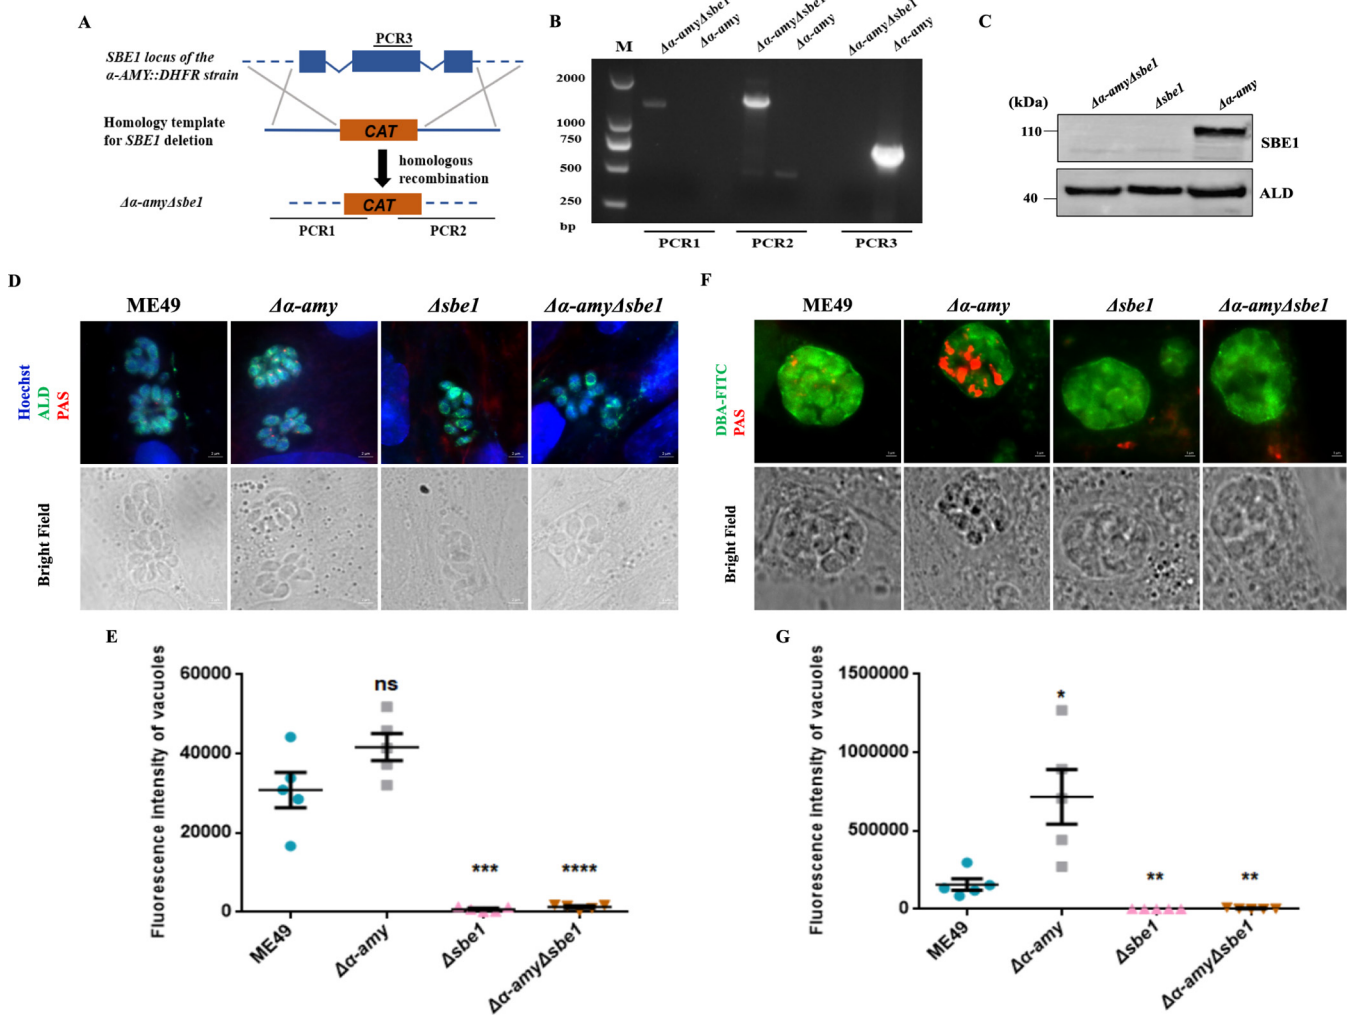 A
SBE1 locus of the
α-AMY::DHFR strain
PCR3
Homology template
for SBE1 deletion
CAT
homologous
recombination
Δα-amyΔsbe1
CAT
PCR1
PCR2
B
M
Δα-amyΔsbe1
Δα-amy
Δα-amyΔsbe1
Δα-amy
Δα-amyΔsbe1
Δα-amy
2000
1000
750
500
250
bp
PCR1
PCR2
PCR3
C
(kDa)
Δα-amyΔsbe1
Δsbe1
Δα-amy
110
SBE1
40
ALD
D
ME49
Δα-amy
Δsbe1
Δα-amyΔsbe1
Hoechst
ALD
PAS
Bright Field
F
ME49
Δα-amy
Δsbe1
Δα-amyΔsbe1
DBA-FITC
PAS
Bright Field
E
Fluorescence intensity of vacuoles
60000
40000
20000
0
ns
***
****
ME49
Δα-amy
Δsbe1
Δα-amyΔsbe1
G
Fluorescence intensity of vacuoles
1500000
1000000
500000
0
*
**
**
ME49
Δα-amy
Δsbe1
Δα-amyΔsbe1